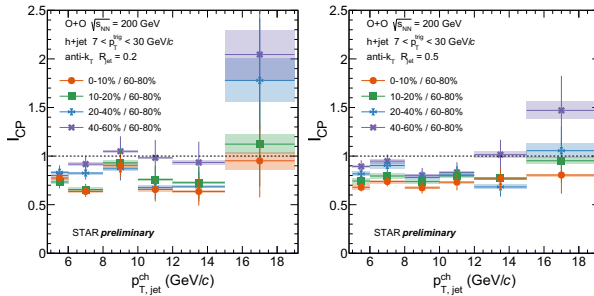 O+O √s_NN = 200 GeV
h+jet 7 < p_T^trig < 30 GeV/c
anti-k_T R_jet = 0.2
0-10% / 60-80%
10-20% / 60-80%
20-40% / 60-80%
40-60% / 60-80%
STAR preliminary
I_CP
2.5
2
1.5
1
0.5
0
6 8 10 12 14 16 18
p_T, jet^ch (GeV/c)
O+O √s_NN = 200 GeV
h+jet 7 < p_T^trig < 30 GeV/c
anti-k_T R_jet = 0.5
0-10% / 60-80%
10-20% / 60-80%
20-40% / 60-80%
40-60% / 60-80%
STAR preliminary
I_CP
2.5
2
1.5
1
0.5
0
6 8 10 12 14 16 18
p_T, jet^ch (GeV/c)